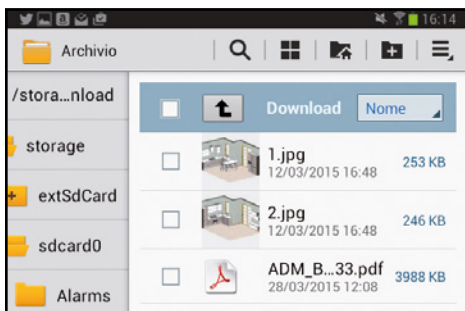 16:14
Archivio
/stora...nload
Download
Nome
storage
1.jpg
12/03/2015 16:48
253 KB
extSdCard
2.jpg
12/03/2015 16:48
246 KB
sdcard0
ADM_B...33.pdf
28/03/2015 12:08
3988 KB
Alarms